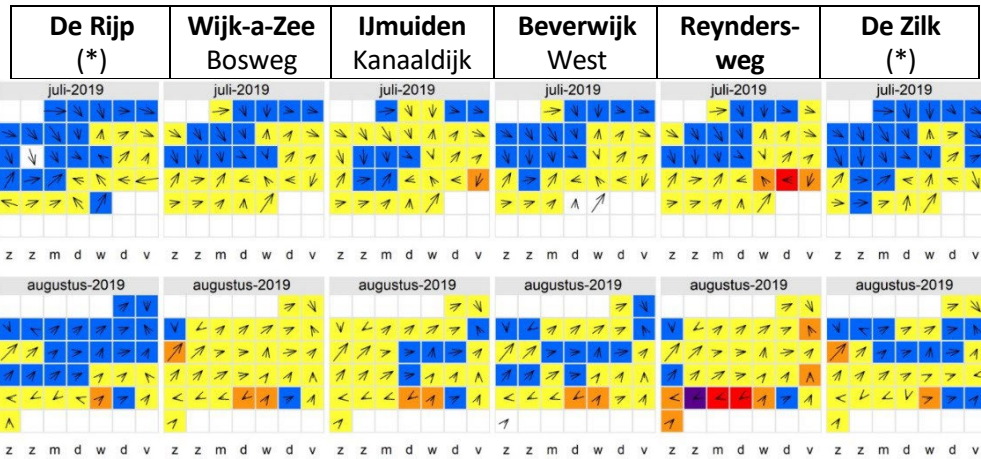 De Rijp Wijk-a-Zee IJmuiden Beverwijk Reynders- De Zilk
(*) Bosweg Kanaaldijk West weg (*)
juli-2019 juli-2019 juli-2019 juli-2019 juli-2019 juli-2019
z z m d w d v z z m d w d v z z m d w d v z z m d w d v z z m d w d v z z m d w d v
augustus-2019 augustus-2019 augustus-2019 augustus-2019 augustus-2019 augustus-2019
z z m d w d v z z m d w d v z z m d w d v z z m d w d v z z m d w d v z z m d w d v